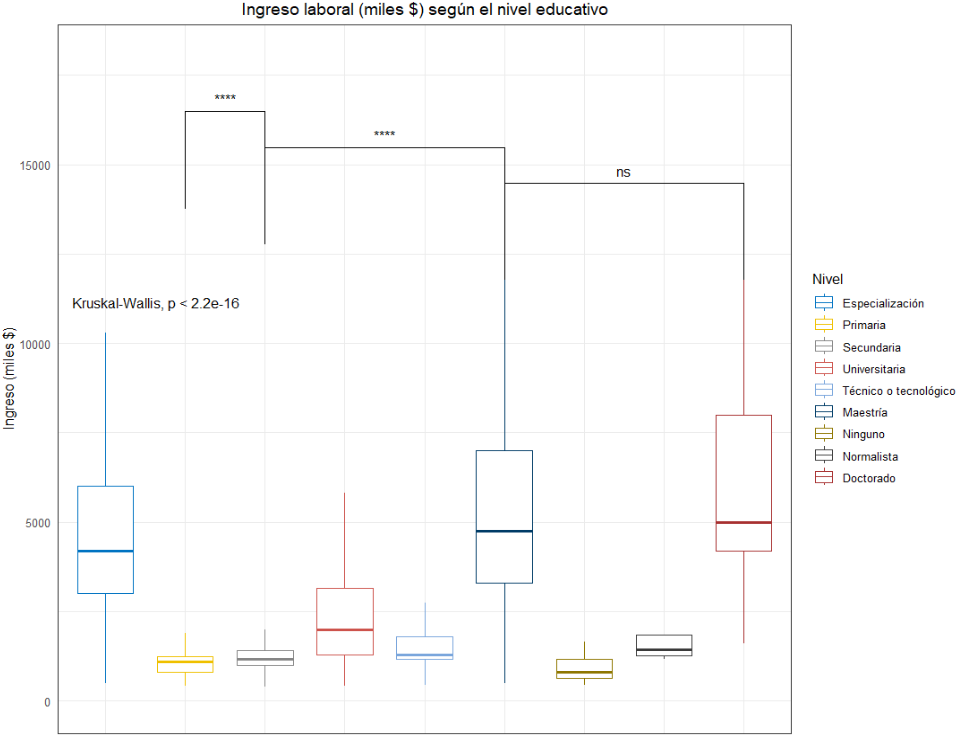 Ingreso laboral (miles $) según el nivel educativo
****
****
ns
15000
Kruskal-Wallis, p < 2.2e-16
10000
Ingreso (miles $)
5000
0
Nivel
Especialización
Primaria
Secundaria
Universitaria
Técnico o tecnológico
Maestría
Ninguno
Normalista
Doctorado